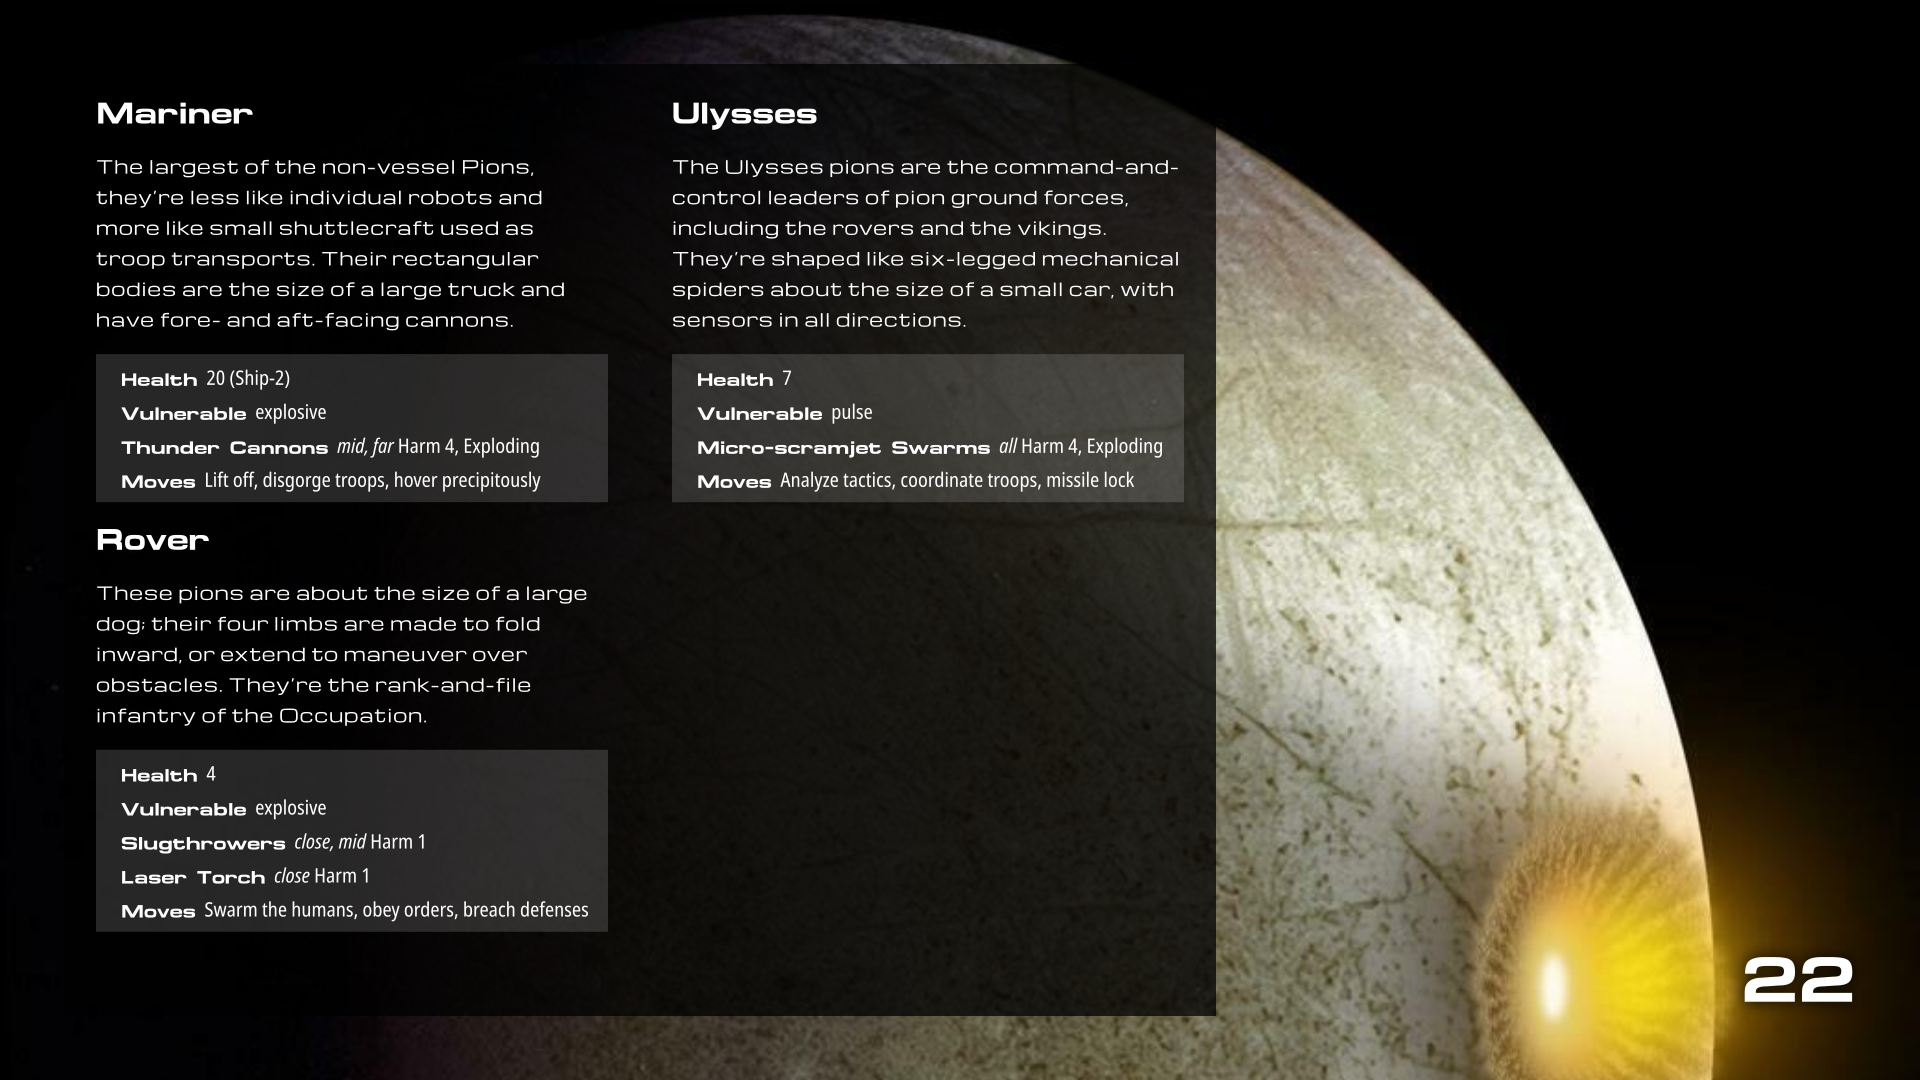 Mariner
The largest of the non-vessel Pions,
they're less like individual robots and
more like small shuttlecraft used as
troop transports. Their rectangular
bodies are the size of a large truck and
have fore- and aft-facing cannons.
Health 20 (Ship-2)
Vulnerable explosive
Thunder Cannons mid, far Harm 4, Exploding
Moves Lift off, disgorge troops, hover precipitously
Rover
These pions are about the size of a large
dog; their four limbs are made to fold
inward, or extend to maneuver over
obstacles. They're the rank-and-file
infantry of the Occupation.
Health 4
Vulnerable explosive
Slugthrowers close, mid Harm 1
Laser Torch close Harm 1
Moves Swarm the humans, obey orders, breach defenses
Ulysses
The Ulysses pions are the command-and-
control leaders of pion ground forces,
including the rovers and the vikings.
They're shaped like six-legged mechanical
spiders about the size of a small car, with
sensors in all directions.
Health 7
Vulnerable pulse
Micro-scramjet Swarms all Harm 4, Exploding
Moves Analyze tactics, coordinate troops, missile lock
22